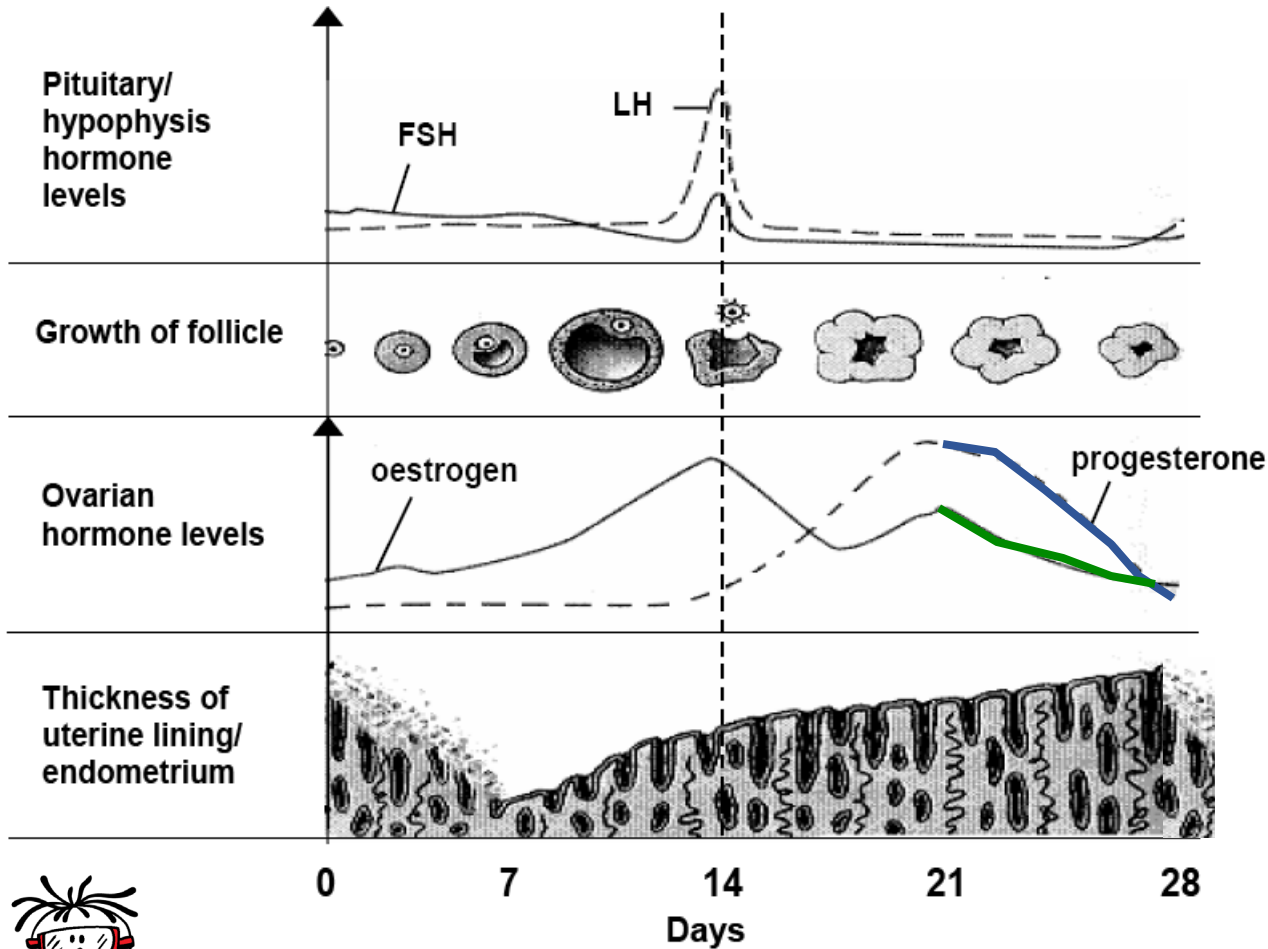 Pituitary/
hypophysis
hormone
levels
FSH
LH
Growth of follicle
Ovarian
hormone levels
oestrogen
progesterone
Thickness of
uterine lining/
endometrium
0 7 14 21 28
Days